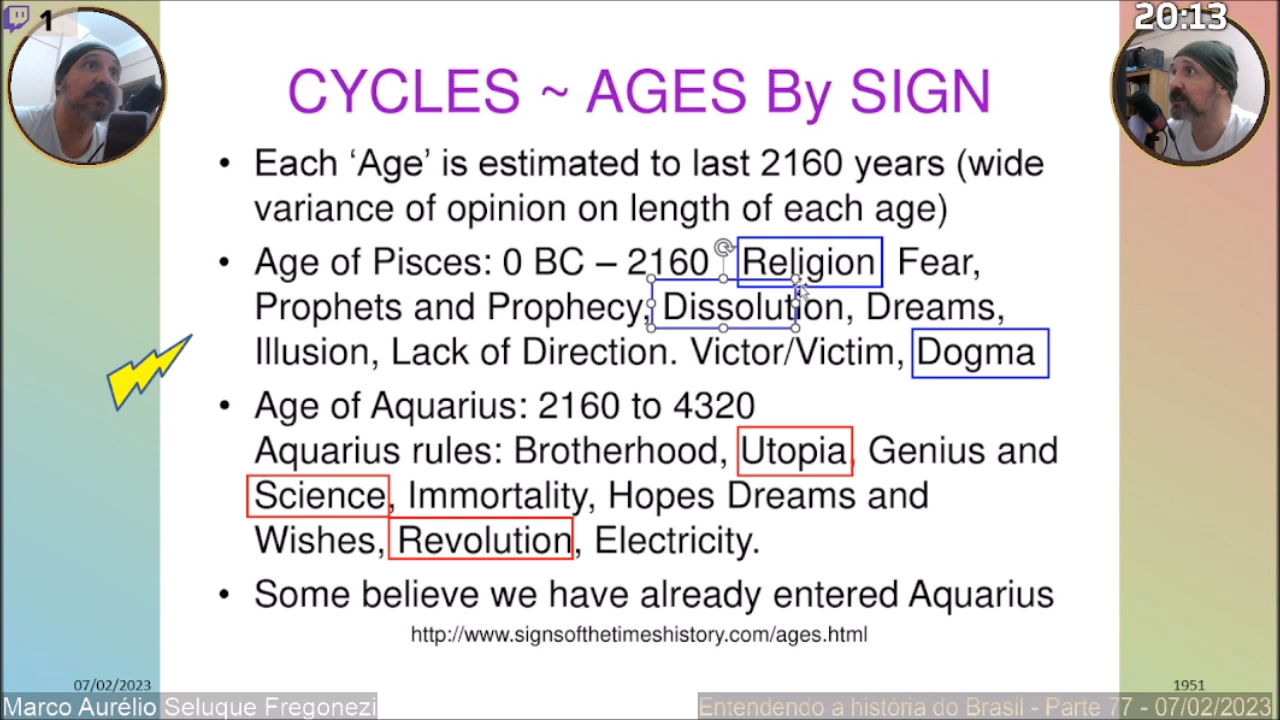 1
20:13
CYCLES ~ AGES By SIGN
• Each ‘Age’ is estimated to last 2160 years (wide
variance of opinion on length of each age)
• Age of Pisces: 0 BC – 2160 Religion Fear,
Prophets and Prophecy, Dissolution, Dreams,
Illusion, Lack of Direction. Victor/Victim, Dogma
• Age of Aquarius: 2160 to 4320
Aquarius rules: Brotherhood, Utopia, Genius and
Science, Immortality, Hopes Dreams and
Wishes, Revolution, Electricity.
• Some believe we have already entered Aquarius
http://www.signsofthetimeshistory.com/ages.html
07/02/2023
1951
Marco Aurélio Seluque Fregonezi
Entendendo a história do Brasil - Parte 77 - 07/02/2023